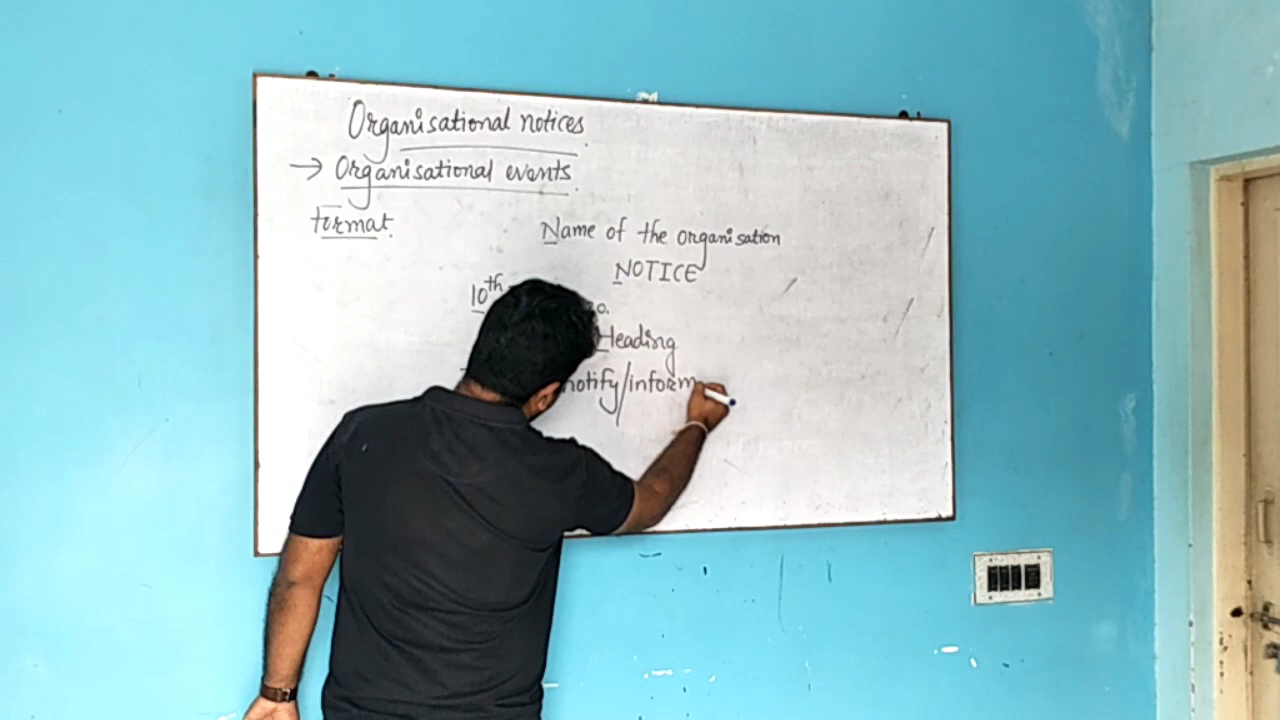 Organisational notices
→ Organisational events.
format.
Name of the organisation
NOTICE
10th
Heading
notify/inform